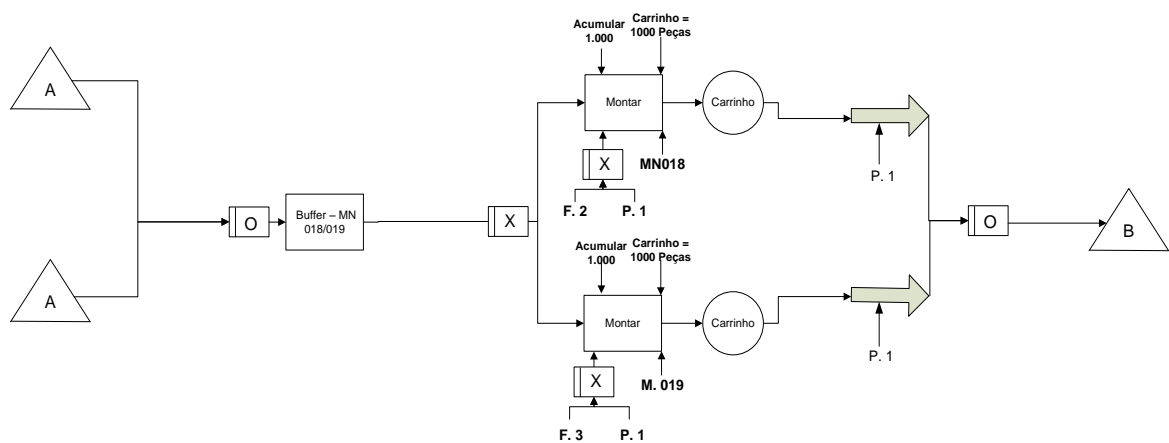 Acumular
1.000
Carrinho =
1000 Peças
A
Montar
Carrinho
X
MN018
P. 1
F. 2
P. 1
O
Buffer – MN
018/019
X
O
B
Acumular
1.000
Carrinho =
1000 Peças
A
Montar
Carrinho
P. 1
X
M. 019
F. 3
P. 1